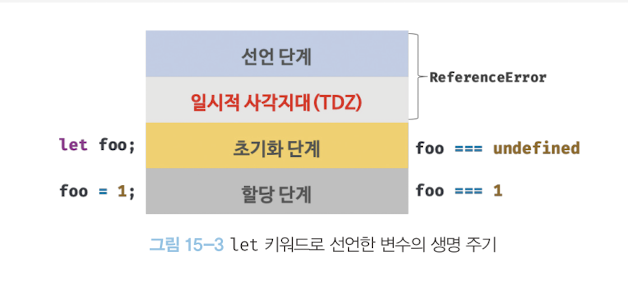 선언 단계
ReferenceError
일시적 사각지대(TDZ)
let foo; 초기화 단계 foo === undefined
foo = 1; 할당 단계 foo === 1
그림 15-3 let 키워드로 선언한 변수의 생명 주기